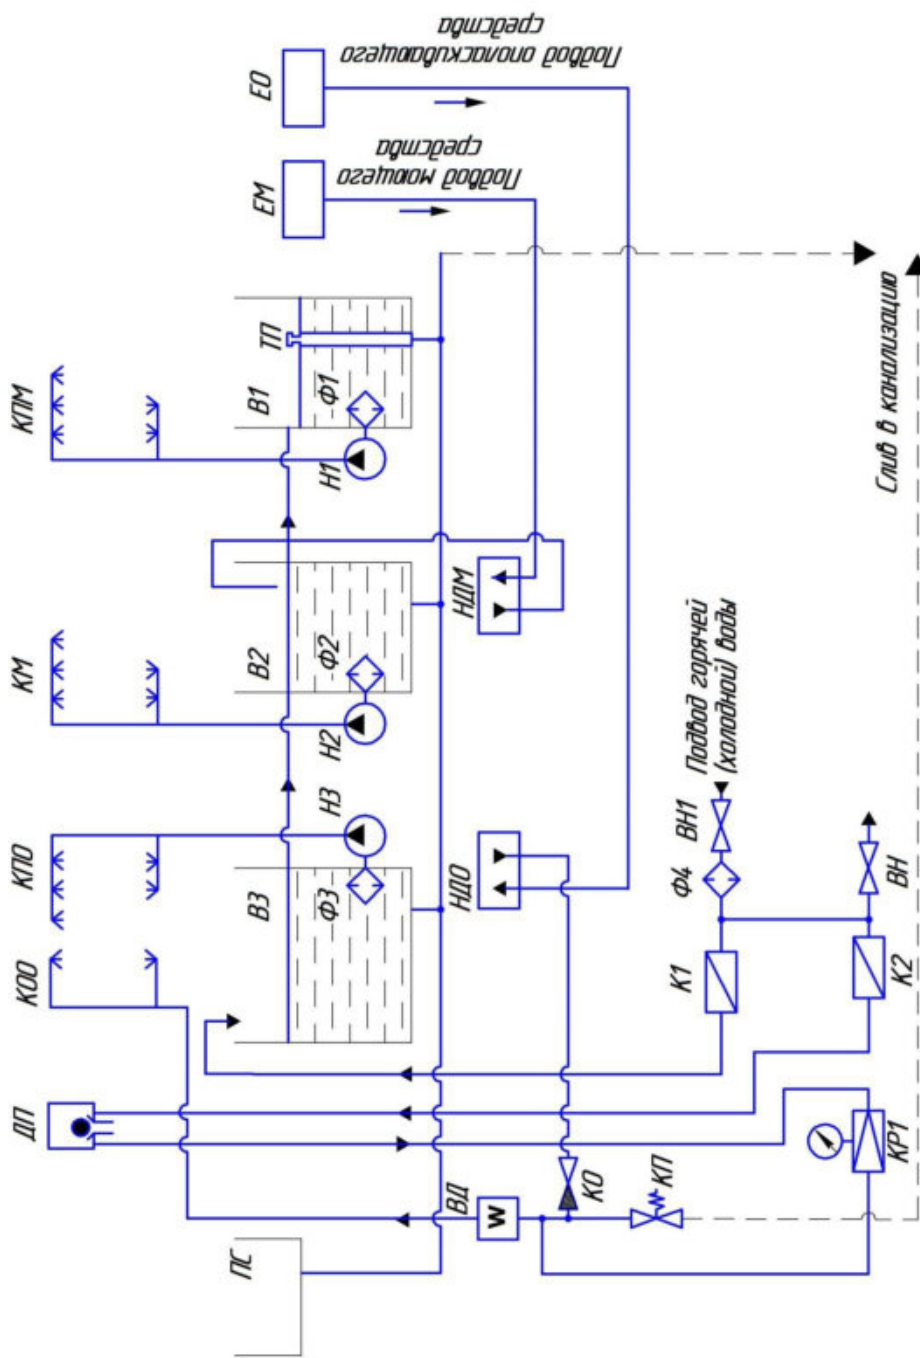 ДП
КОО
КПО
КМ
КПМ
ПС
В3
В2
В1
ТП
ЕМ
ЕО
Ф3
Н3
Н2
Ф2
Н1
Ф1
Подвод моющего
средства
Подвод ополаскивающего
средства
ВД
W
КО
КП
НДО
НДМ
К1
Ф4
ВН1
Подвод горячей
(холодной) воды
КР1
К2
ВН
Слив в канализацию